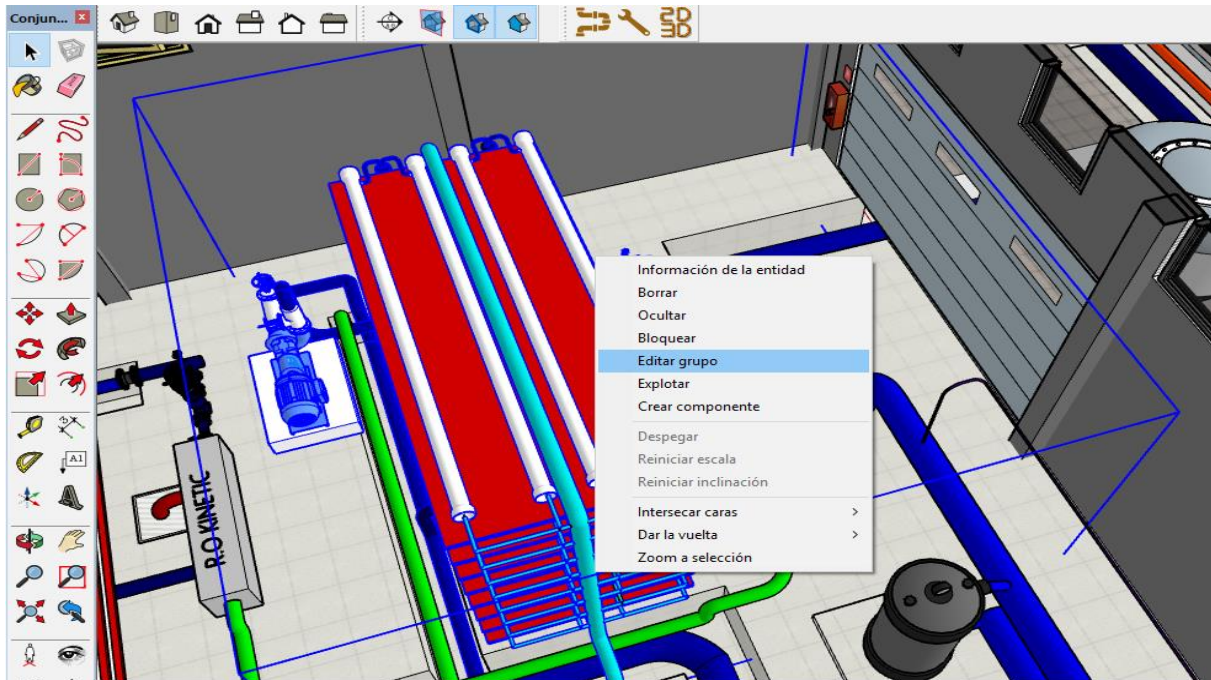 Conjun...
2D
3D
A1
R.O KINETIC
Información de la entidad
Borrar
Ocultar
Bloquear
Editar grupo
Explotar
Crear componente
Despegar
Reiniciar escala
Reiniciar inclinación
Intersecar caras
Dar la vuelta
Zoom a selección